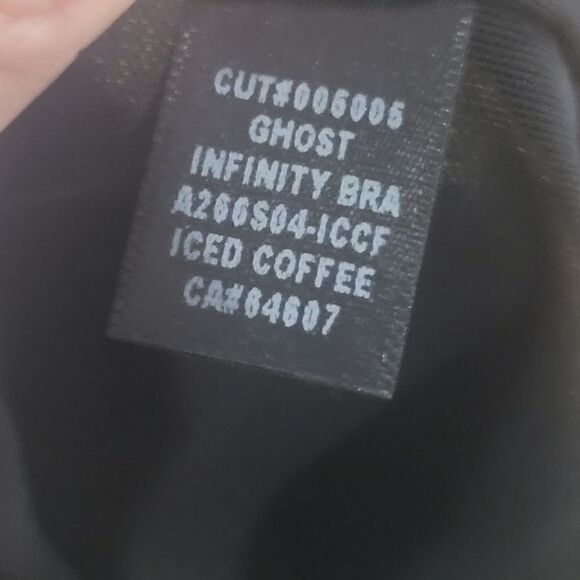 CUT#005005
GHOST
INFINITY BRA
A266S04-ICCF
ICED COFFEE
CA#64607